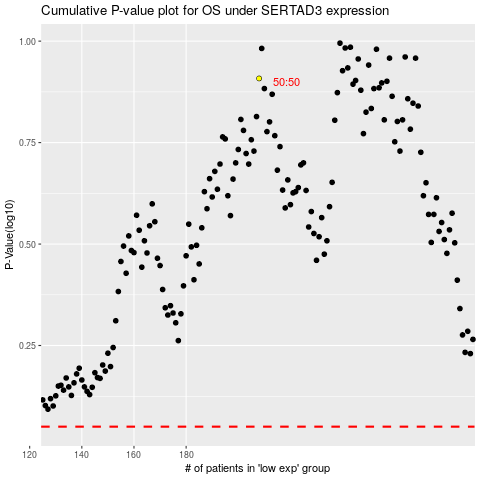 Cumulative P-value plot for OS under SERTAD3 expression
P-Value(log10)
1.00
0.75
0.50
0.25
50:50
120 140 160 180
# of patients in 'low exp' group